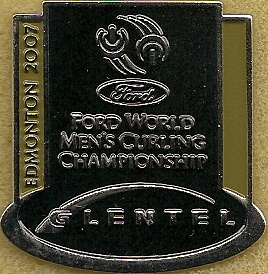 EDMONTON 2007
Ford
FORD WORLD
MEN'S CURLING
CHAMPIONSHIP
GLENTEL